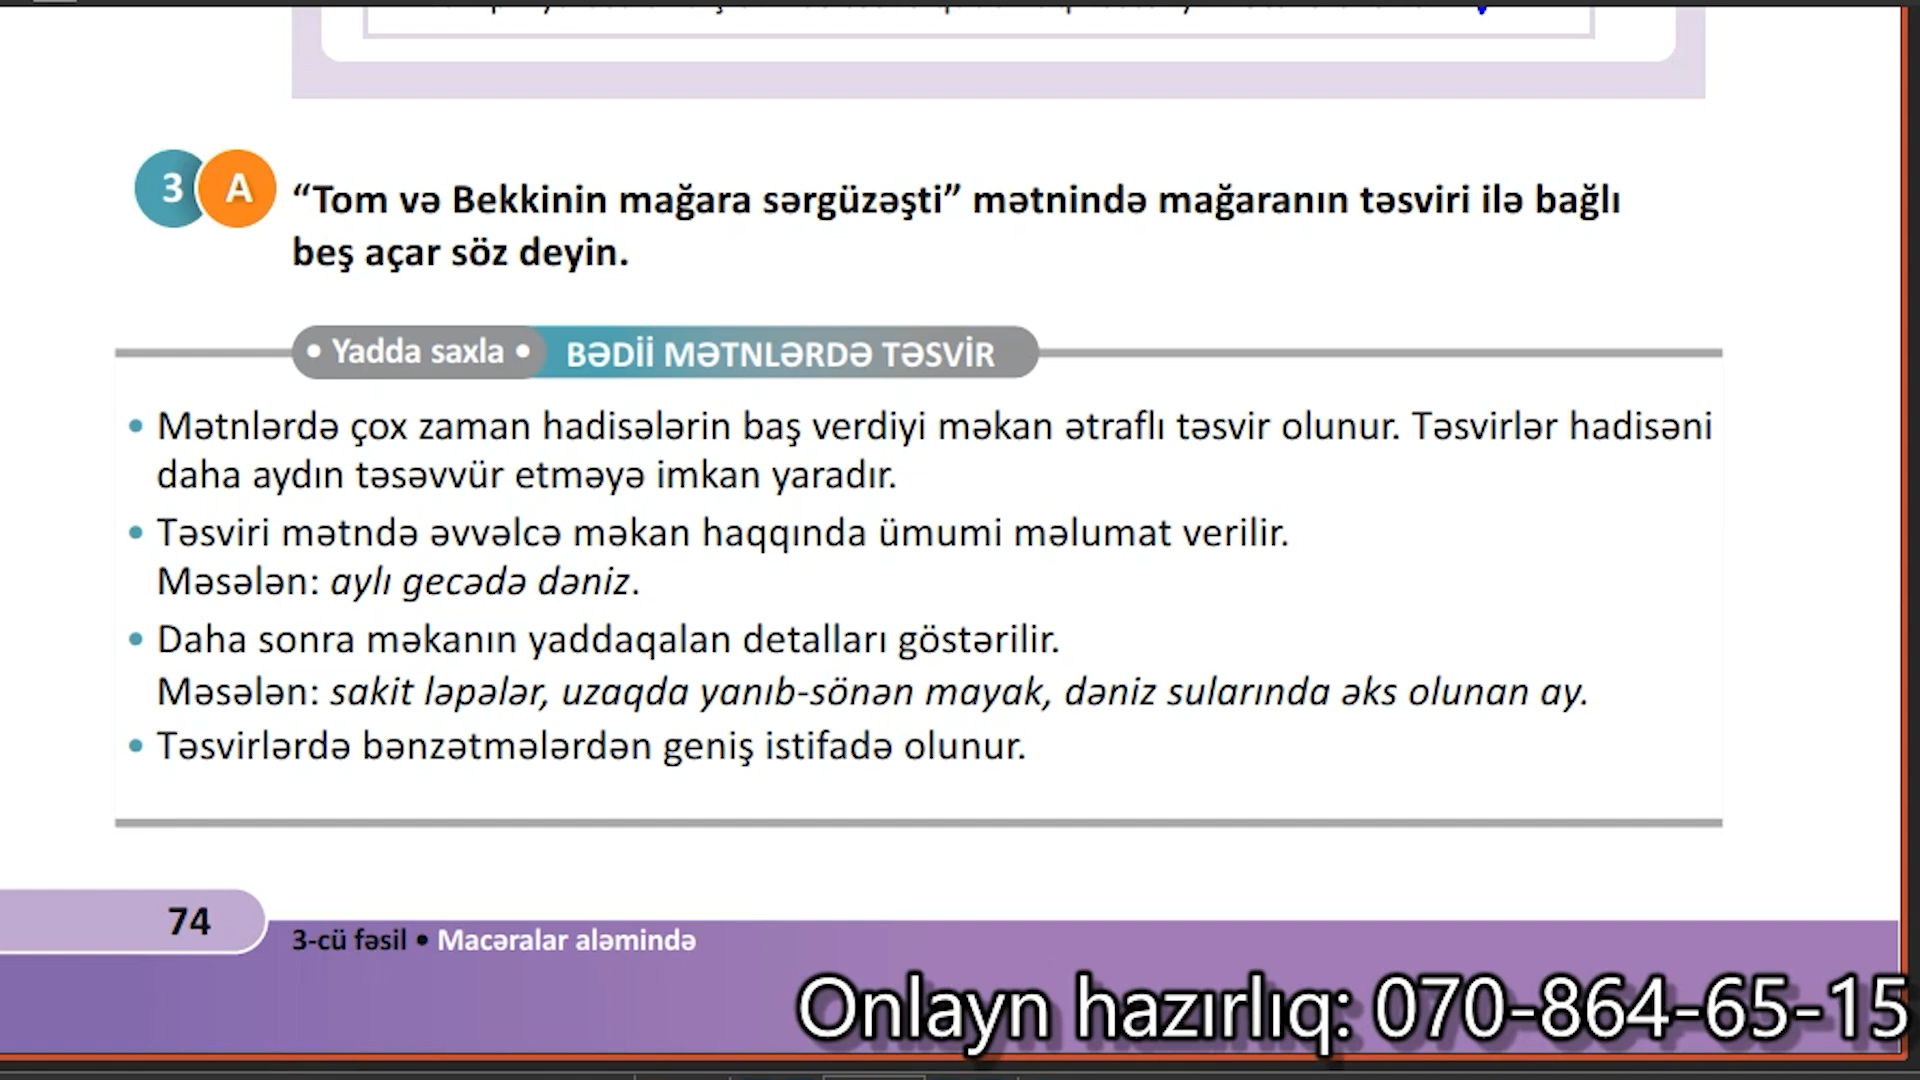 3 A “Tom və Bekkinin mağara sərgüzəşti” mətnində mağaranın təsviri ilə bağlı
beş açar söz deyin.
• Yadda saxla • BƏDİİ MƏTNLƏRDƏ TƏSVİR
• Mətnlərdə çox zaman hadisələrin baş verdiyi məkan ətraflı təsvir olunur. Təsvirlər hadisəni
daha aydın təsəvvür etməyə imkan yaradır.
• Təsviri mətndə əvvəlcə məkan haqqında ümumi məlumat verilir.
Məsələn: aylı gecədə dəniz.
• Daha sonra məkanın yaddaqalan detalları göstərilir.
Məsələn: sakit ləpələr, uzaqda yanıb-sönən mayak, dəniz sularında əks olunan ay.
• Təsvirlərdə bənzətmələrdən geniş istifadə olunur.
74
3-cü fəsil • Macəralar aləmində
Onlayn hazırlıq: 070-864-65-15